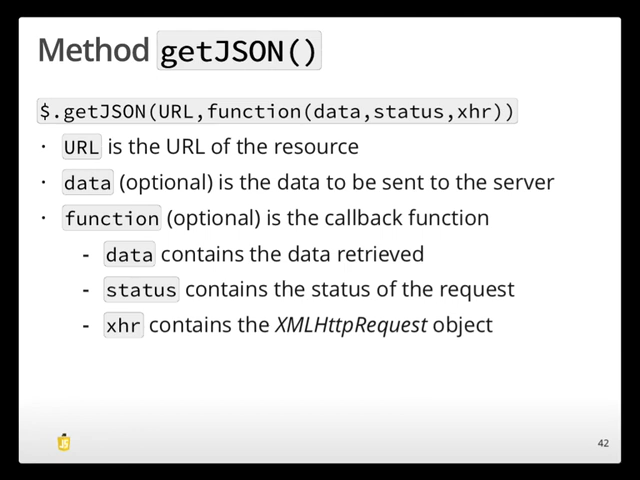 Method getJSON()
$.getJSON(URL,function(data,status,xhr))
· URL is the URL of the resource
· data (optional) is the data to be sent to the server
· function (optional) is the callback function
- data contains the data retrieved
- status contains the status of the request
- xhr contains the XMLHttpRequest object
JS
42